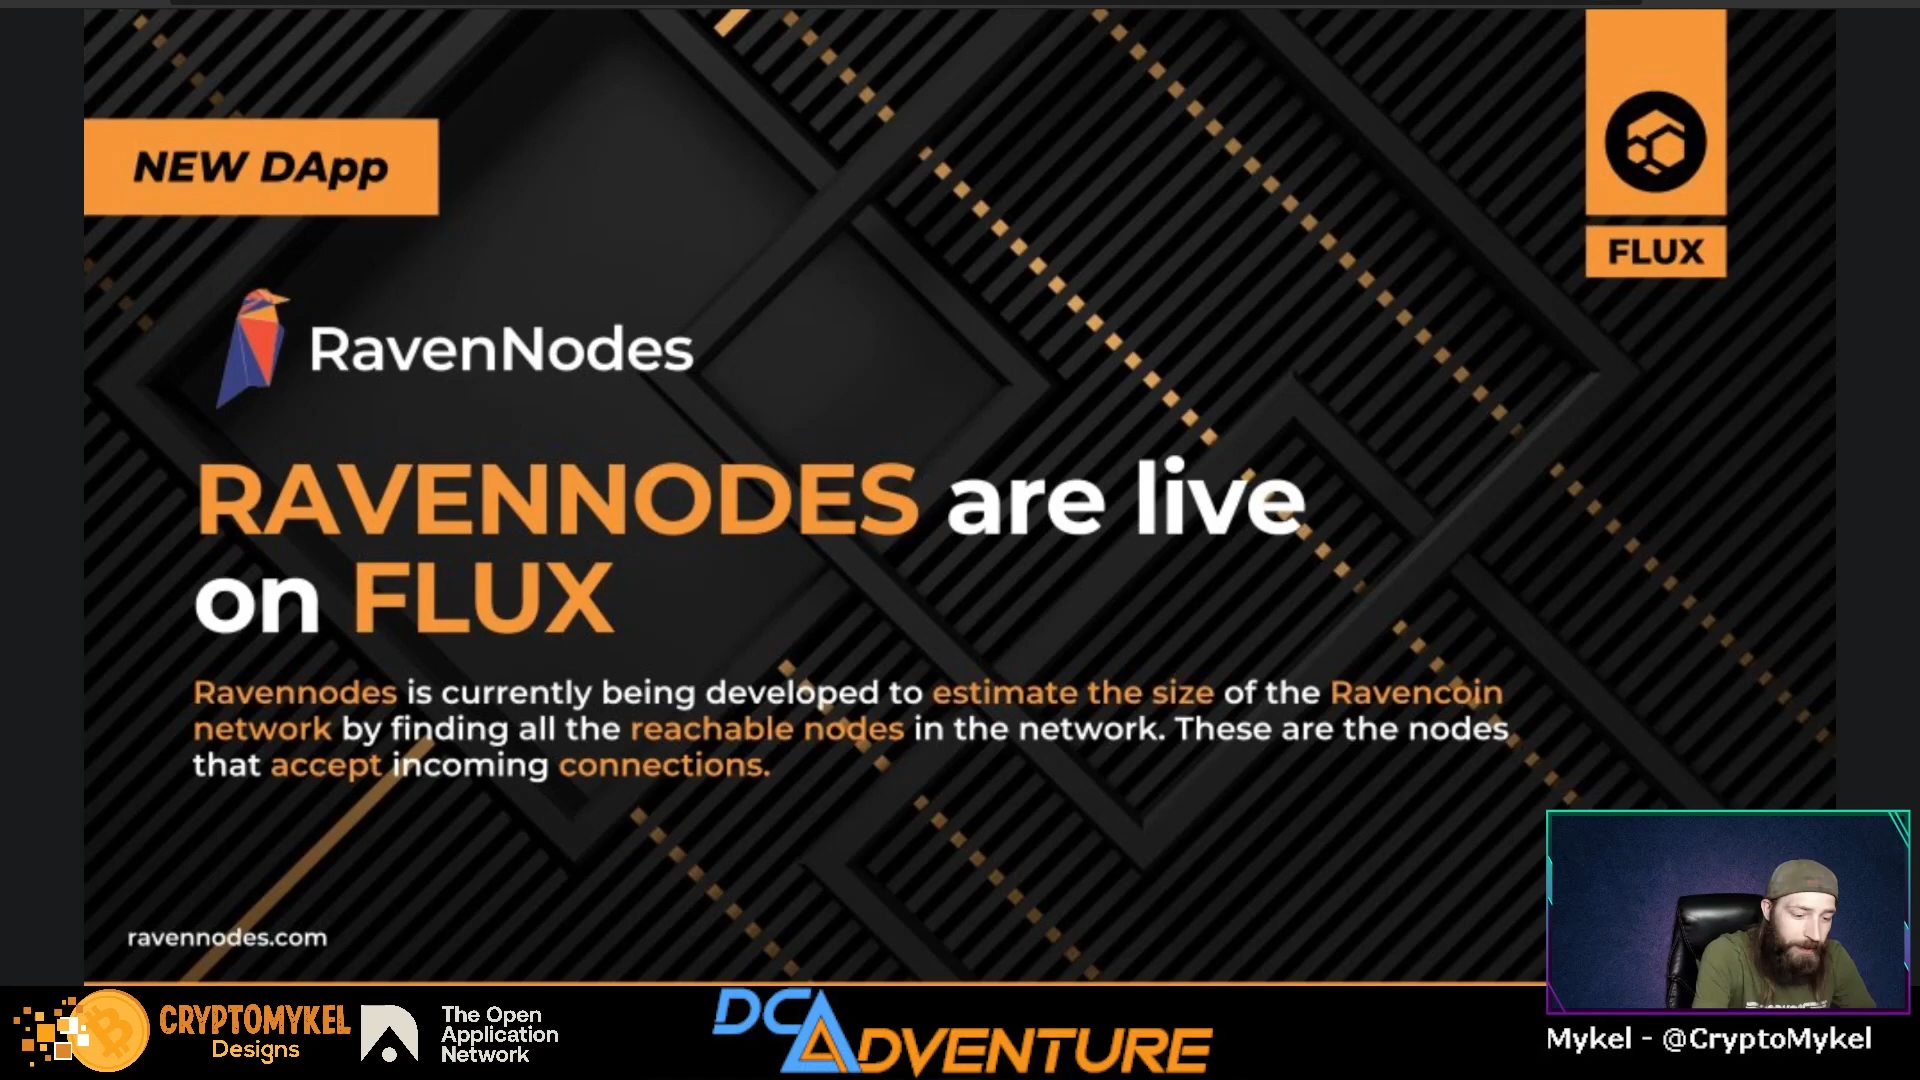 NEW DApp
FLUX
RavenNodes
RAVENNODES are live
on FLUX
Ravennodes is currently being developed to estimate the size of the Ravencoin
network by finding all the reachable nodes in the network. These are the nodes
that accept incoming connections.
ravennodes.com
CRYPTOMYKEL
Designs
The Open
Application
Network
DCADVENTURE
Mykel - @CryptoMykel